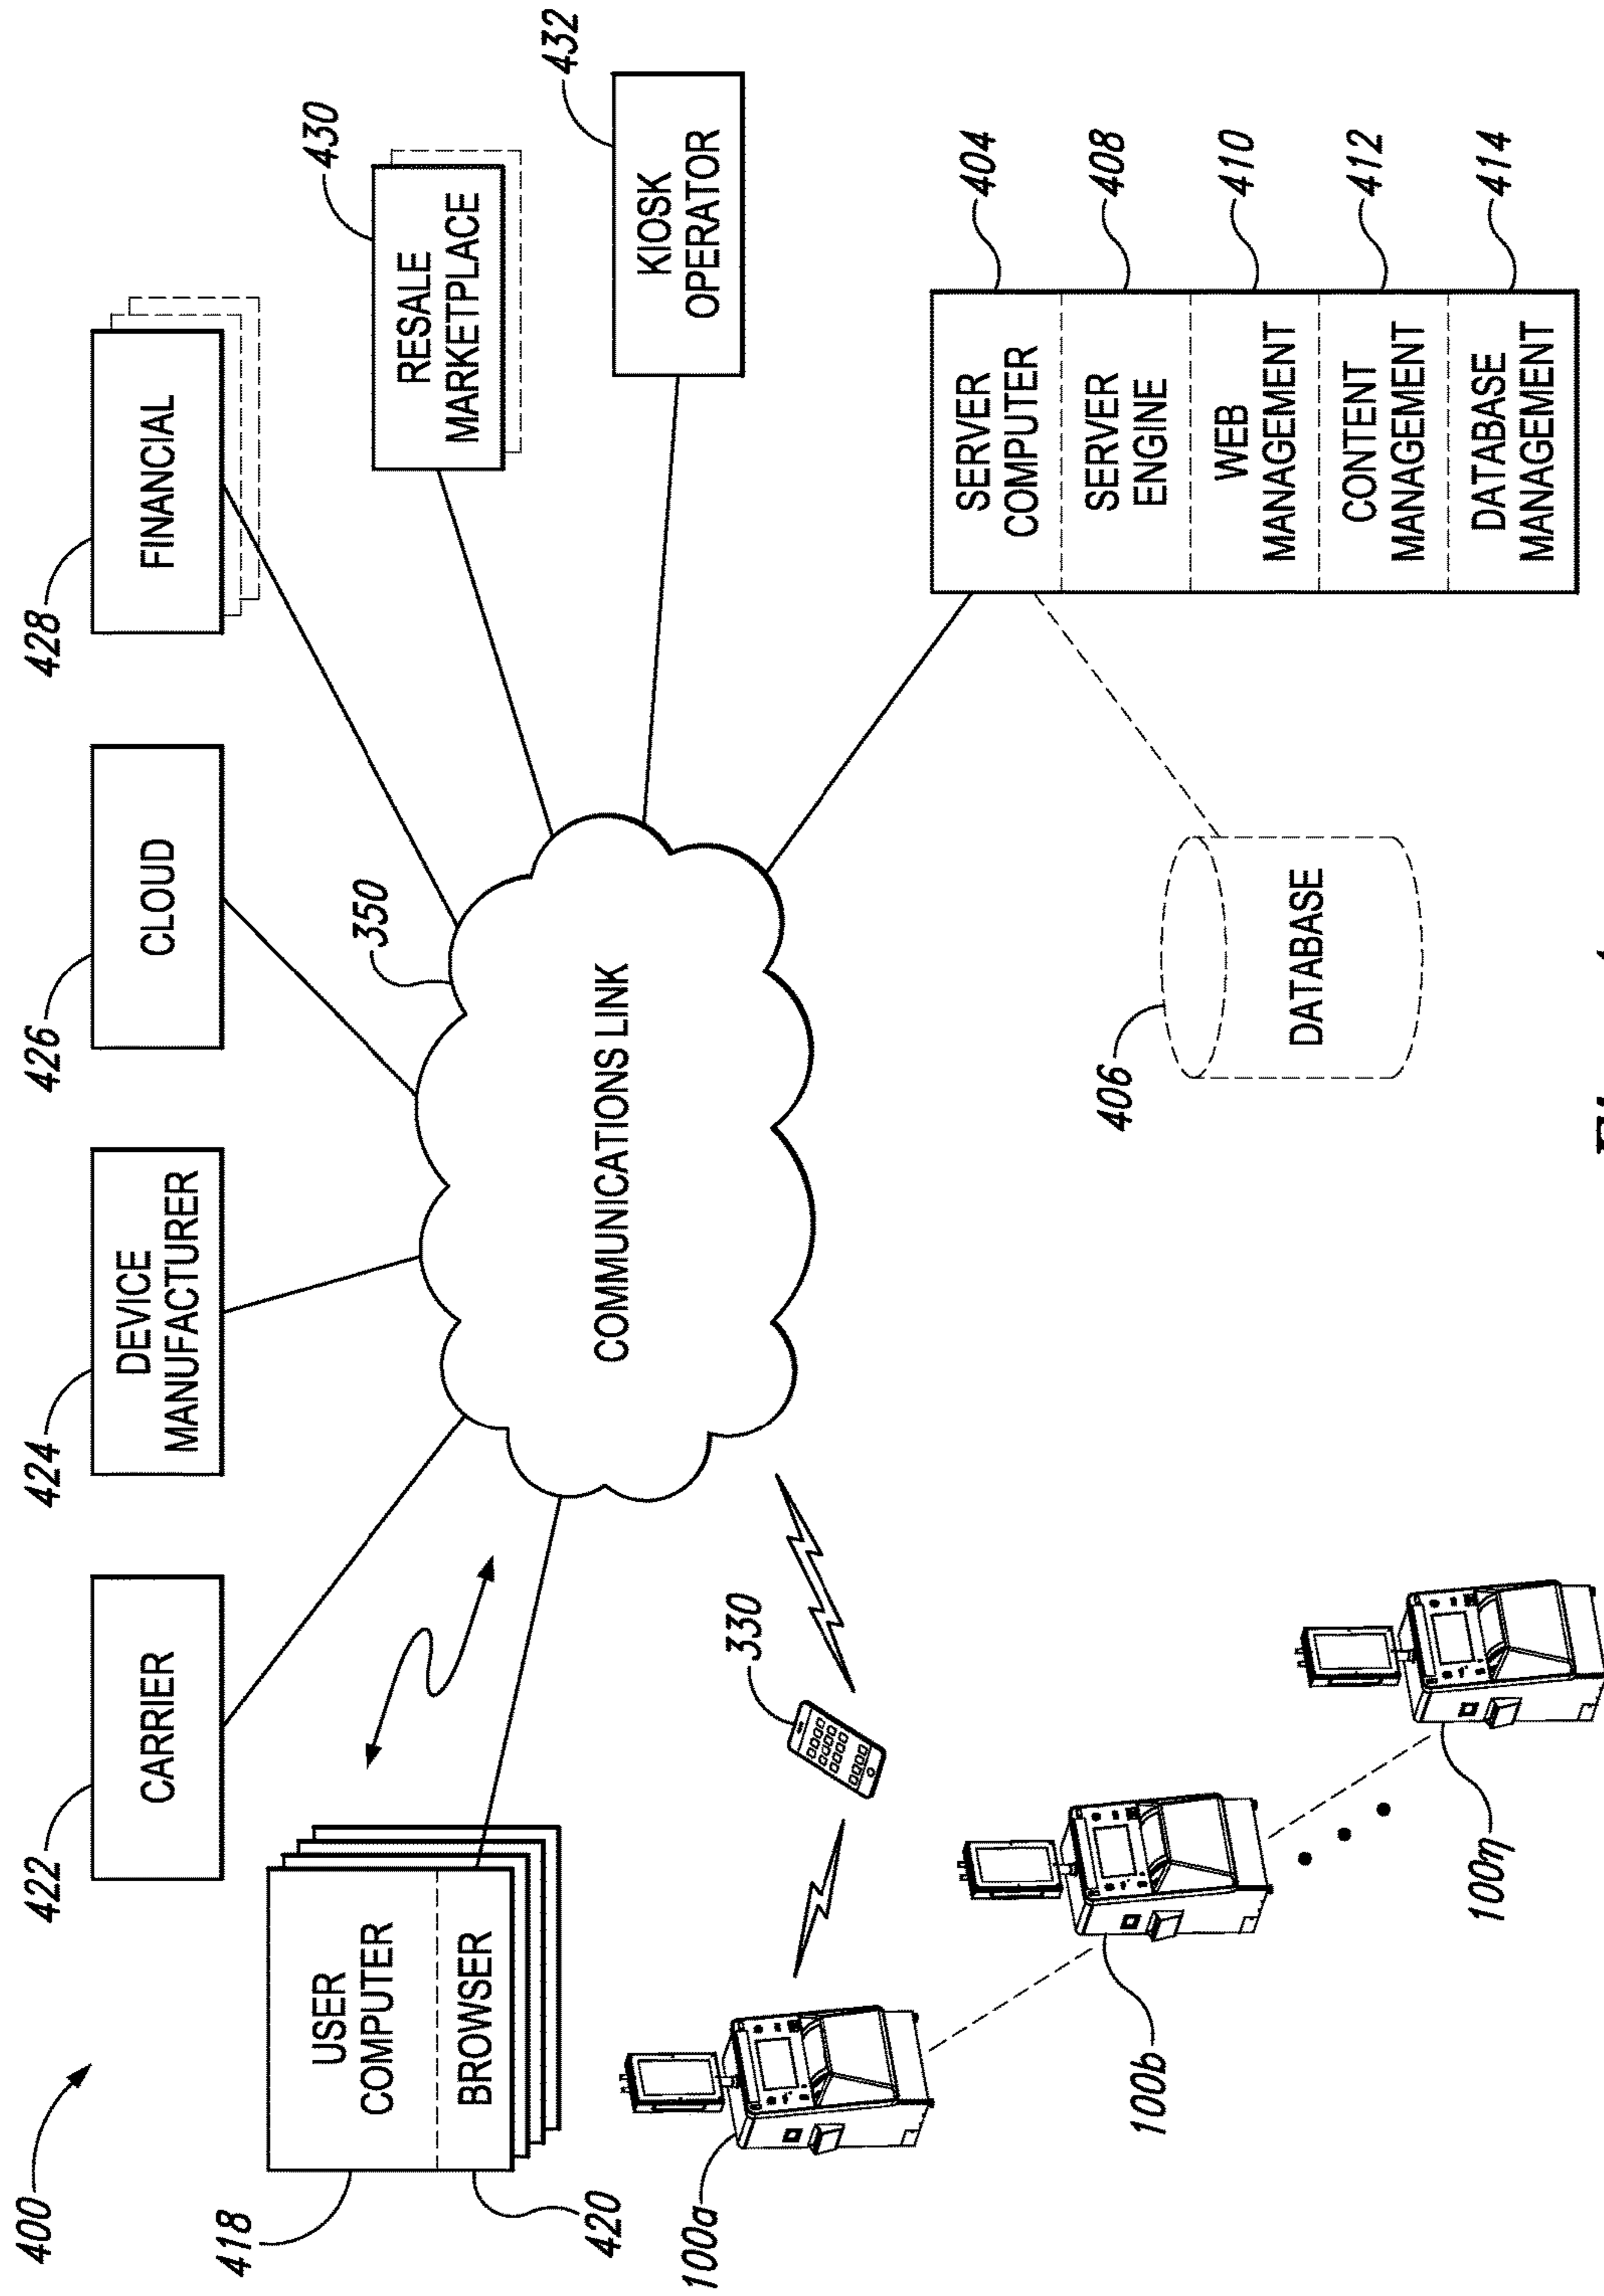 400
422
CARRIER
424
DEVICE
MANUFACTURER
426
CLOUD
428
FINANCIAL
418
USER
COMPUTER
420
BROWSER
350
COMMUNICATIONS LINK
430
RESALE
MARKETPLACE
432
KIOSK
OPERATOR
330
100a
100b
100η
406
DATABASE
SERVER
COMPUTER
404
SERVER
ENGINE
408
WEB
MANAGEMENT
410
CONTENT
MANAGEMENT
412
DATABASE
MANAGEMENT
414